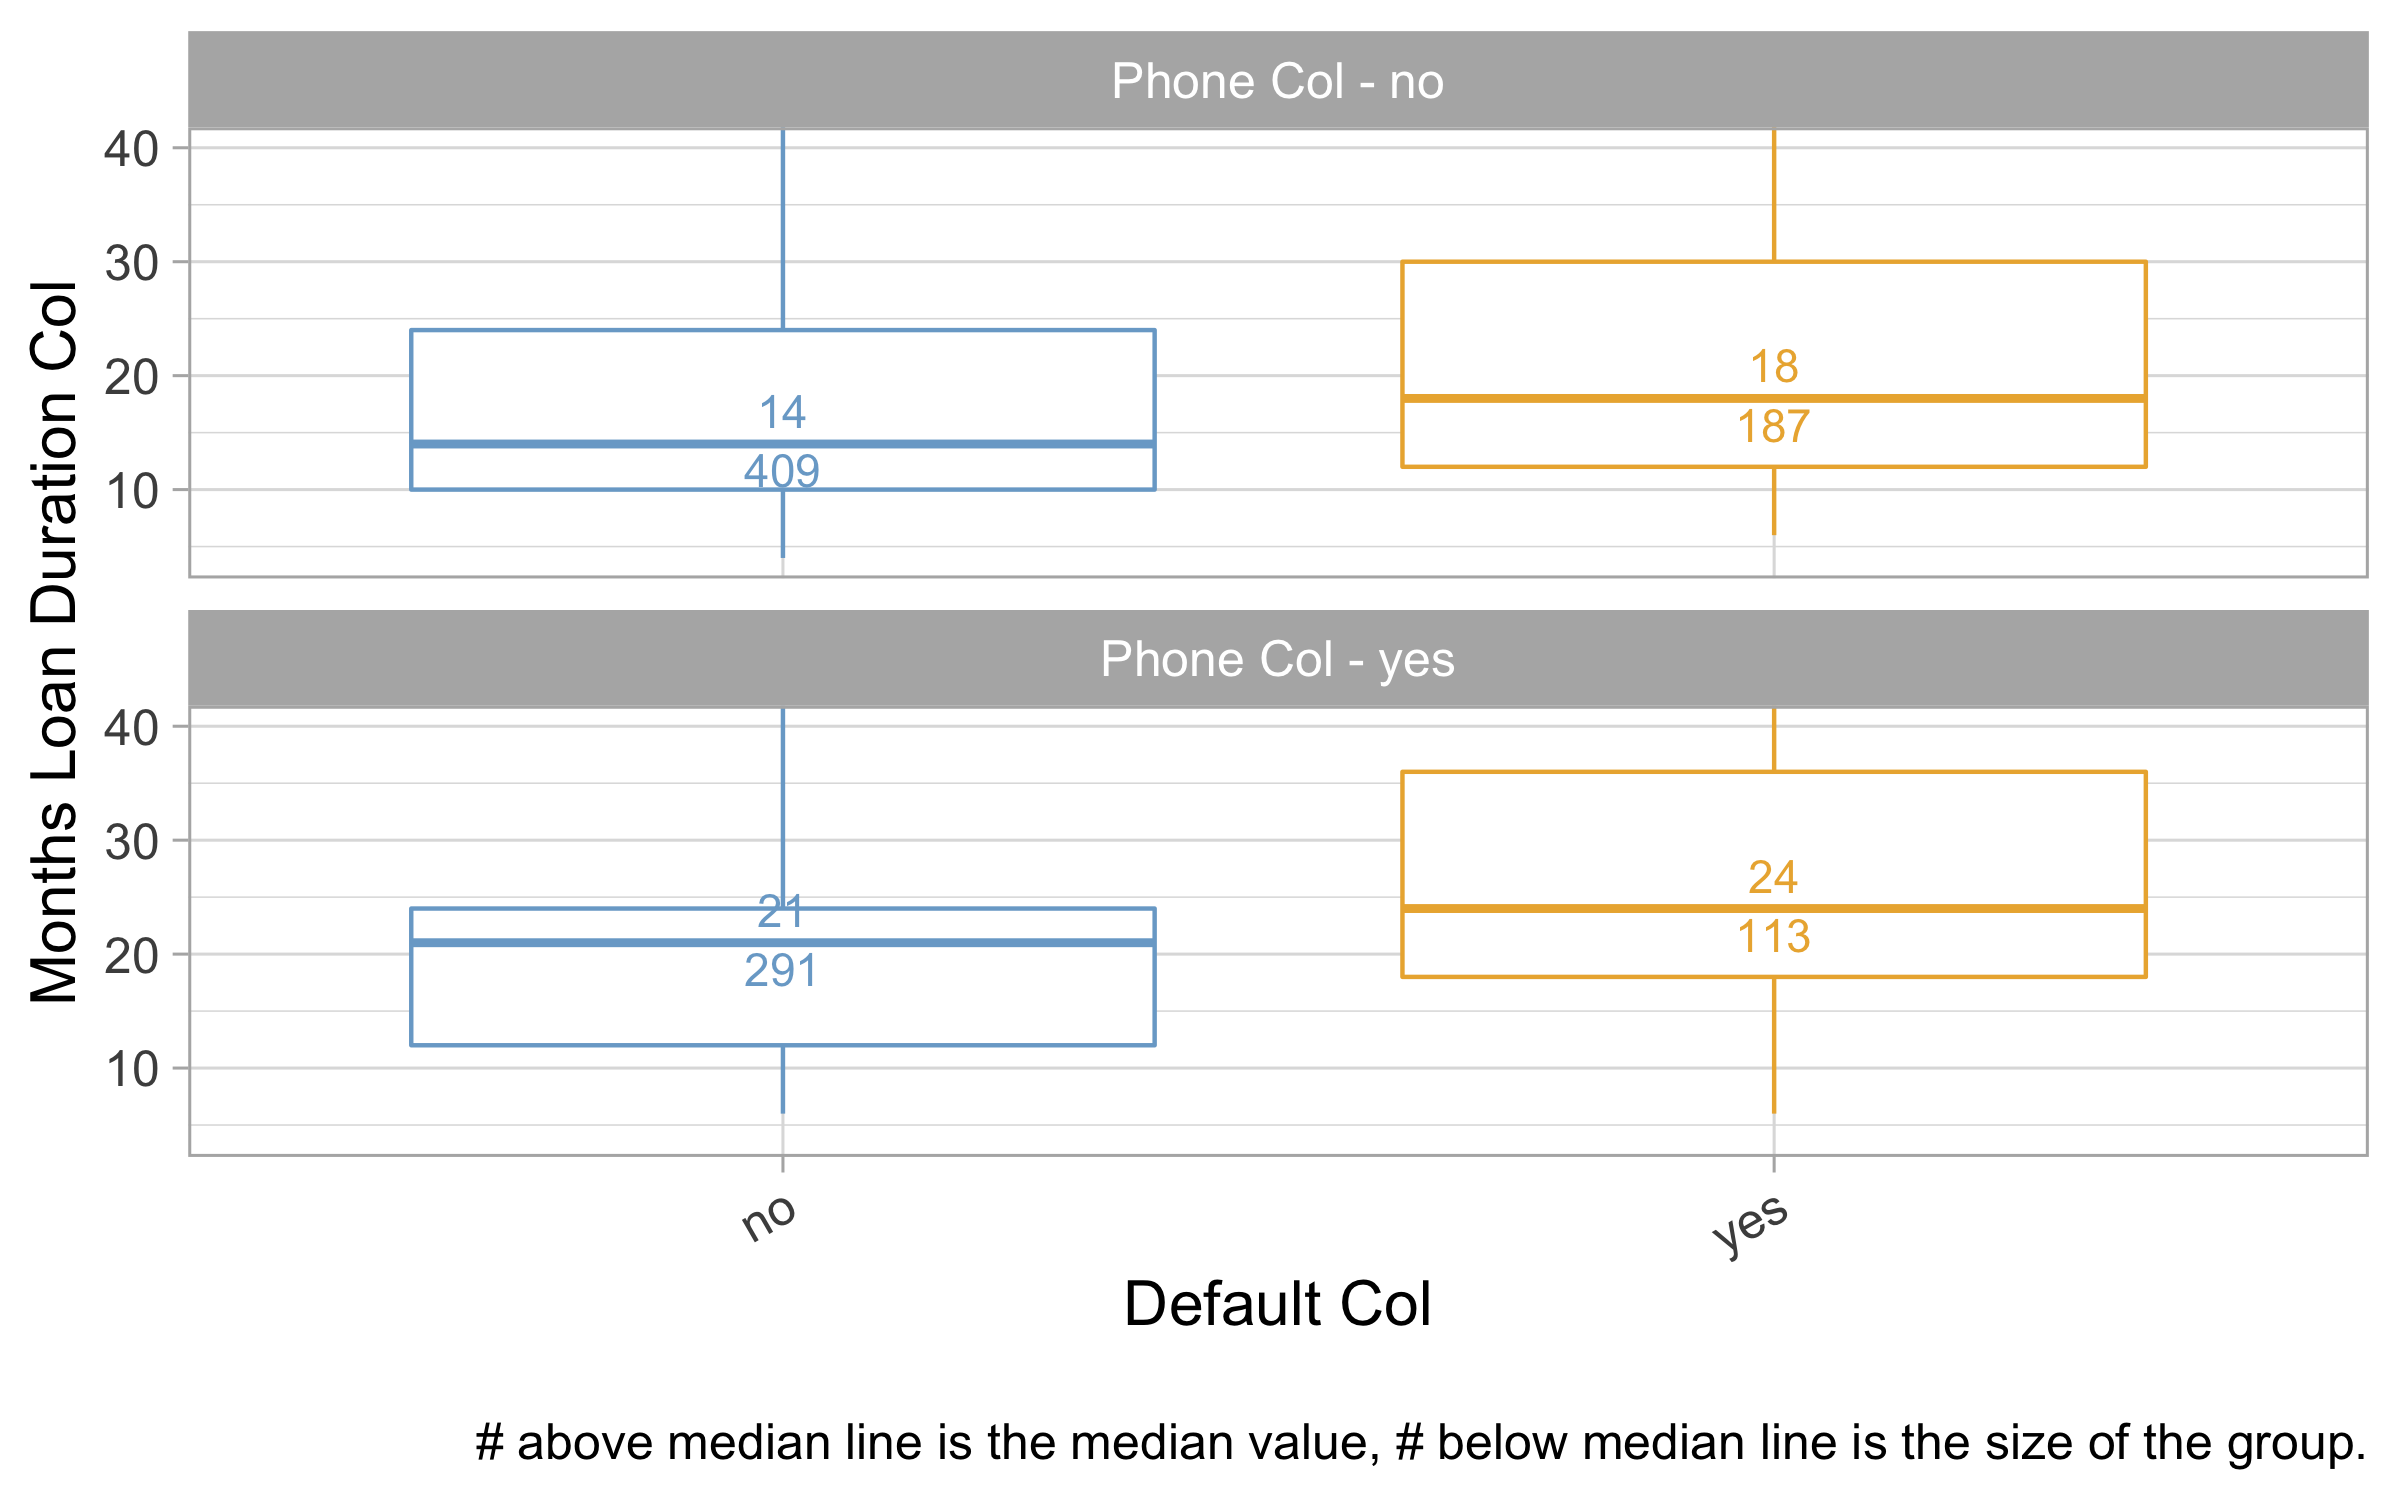 Phone Col - no
40
30
20
10
14
409
18
187
Months Loan Duration Col
Phone Col - yes
40
30
20
10
21
291
24
113
no
yes
Default Col
# above median line is the median value, # below median line is the size of the group.